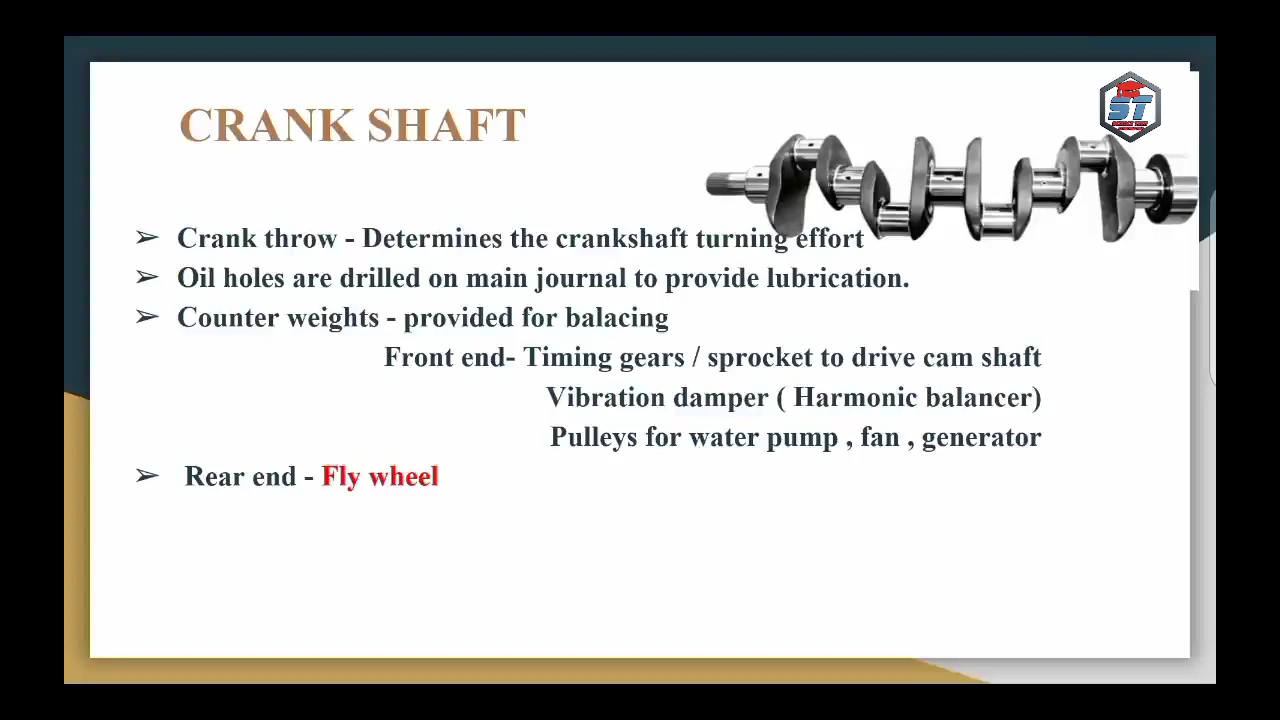 CRANK SHAFT
ST
➢ Crank throw - Determines the crankshaft turning effort
➢ Oil holes are drilled on main journal to provide lubrication.
➢ Counter weights - provided for balacing
Front end- Timing gears / sprocket to drive cam shaft
Vibration damper ( Harmonic balancer)
Pulleys for water pump , fan , generator
➢ Rear end - Fly wheel